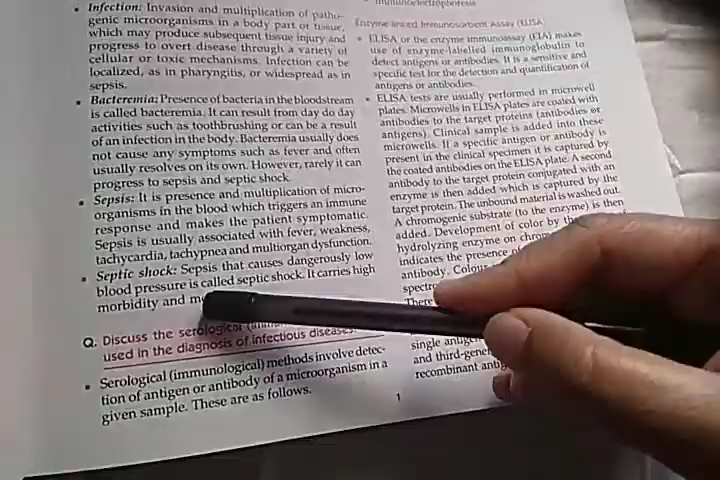 • Infection: Invasion and multiplication of patho-
genic microorganisms in a body part or tissue,
which may produce subsequent tissue injury and
progress to overt disease through a variety of
cellular or toxic mechanisms. Infection can be
localized, as in pharyngitis, or widespread as in
sepsis.
• Bacteremia: Presence of bacteria in the bloodstream
is called bacteremia. It can result from day do day
activities such as toothbrushing or can be a result
of an infection in the body. Bacteremia usually does
not cause any symptoms such as fever and often
usually resolves on its own. However, rarely it can
progress to sepsis and septic shock.
• Sepsis: It is presence and multiplication of micro-
organisms in the blood which triggers an immune
response and makes the patient symptomatic.
Sepsis is usually associated with fever, weakness,
tachycardia, tachypnea and multiorgan dysfunction.
• Septic shock: Sepsis that causes dangerously low
blood pressure is called septic shock. It carries high
morbidity and
Q. Discuss the serological
used in the diagnosis of infectious diseases.
• Serological (immunological) methods involve detec-
tion of antigen or antibody of a microorganism in a
given sample. These are as follows.
• Immunoelectrophoresis
Enzyme-linked Immunosorbent Assay (ELISA
• ELISA or the enzyme immunoassay (EIA) makes
use of enzyme-labelled immunoglobulin to
detect antigens or antibodies. It is a sensitive and
specific test for the detection and quantification of
antigens or antibodies.
• ELISA tests are usually performed in microwell
plates. Microwells in ELISA plates are coated with
antibodies to the target proteins (antibodies or
antigens). Clinical sample is added into these
microwells. If a specific antigen or antibody is
present in the clinical specimen it is captured by
the coated antibodies on the ELISA plate. A second
antibody to the target protein conjugated with an
enzyme is then added which is captured by the
target protein. The unbound material is washed out.
A chromogenic substrate (to the enzyme) is then
added. Development of color by the
hydrolyzing enzyme on
indicates the presence of
antibody.
There
single
and
recombinant
1